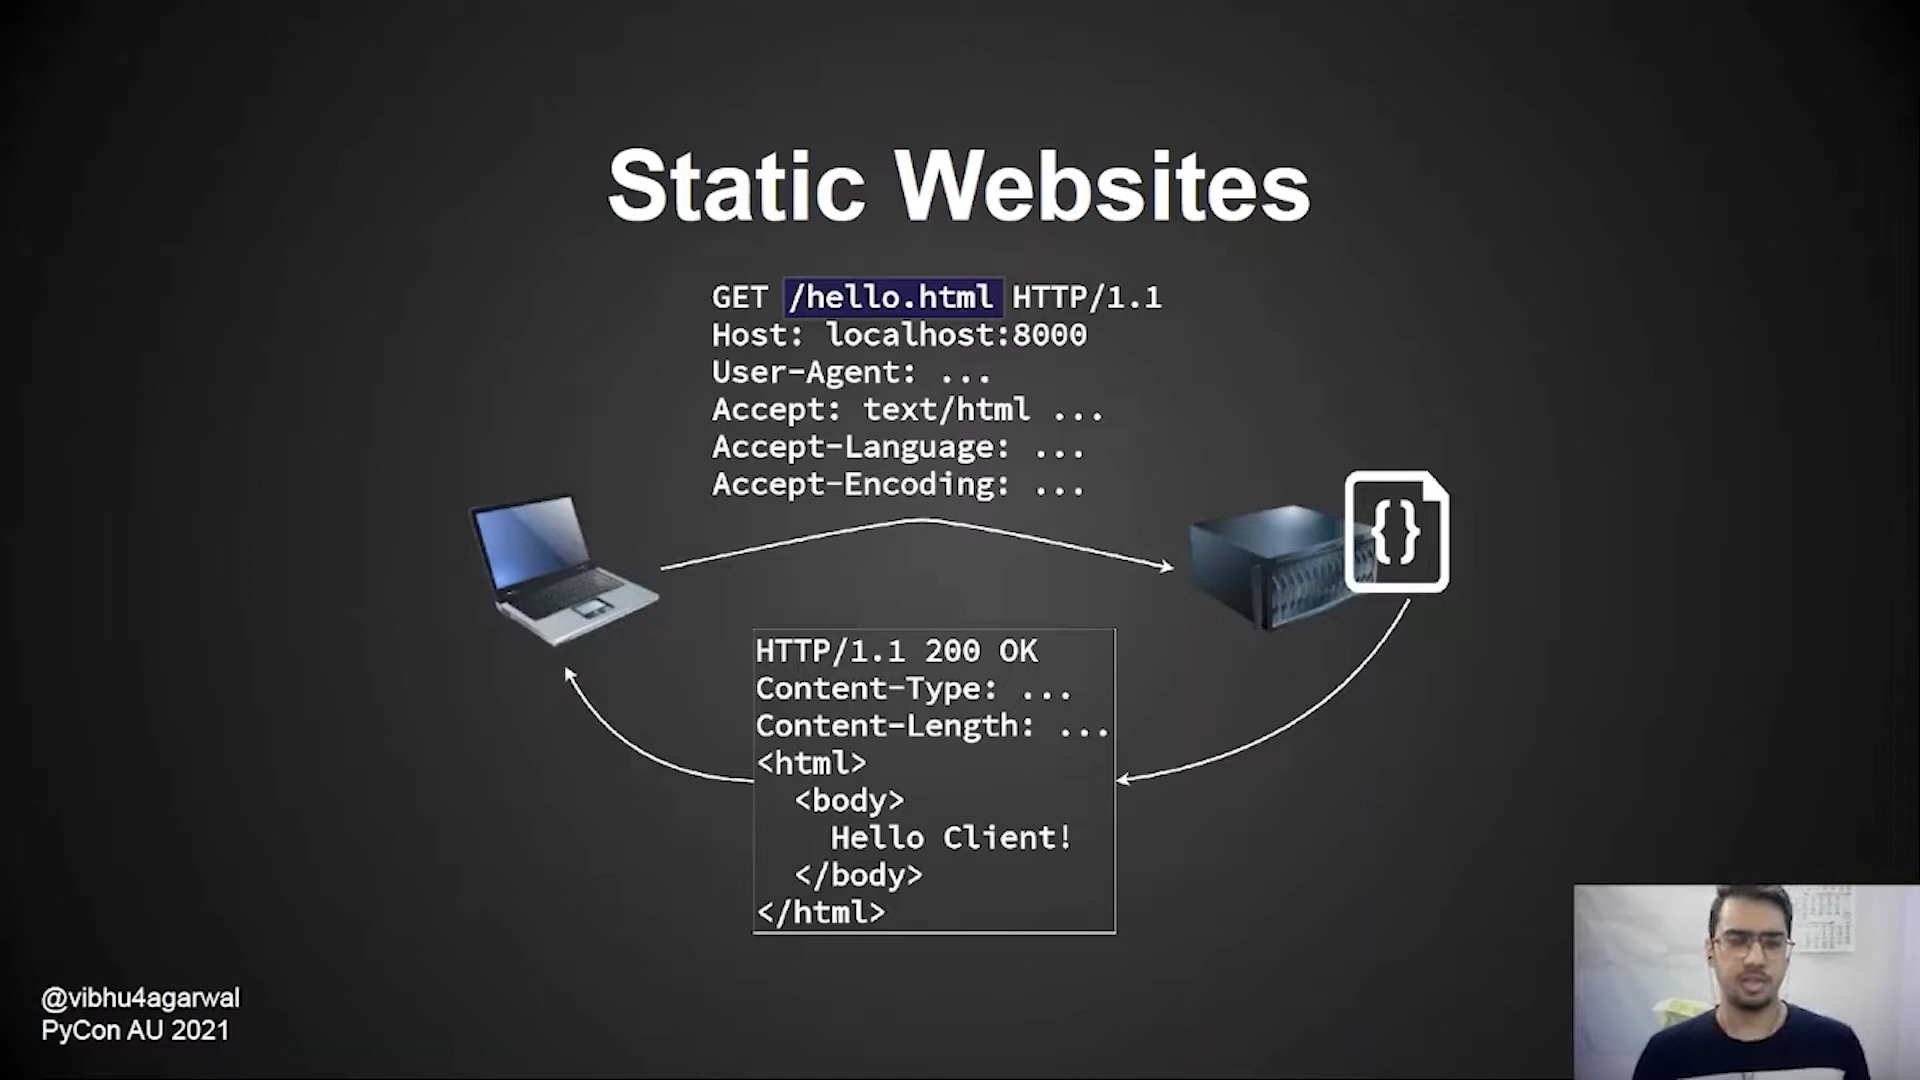 Static Websites
GET /hello.html HTTP/1.1
Host: localhost:8000
User-Agent: ...
Accept: text/html ...
Accept-Language: ...
Accept-Encoding: ...
{}
HTTP/1.1 200 OK
Content-Type: ...
Content-Length: ...
<html>
<body>
Hello Client!
</body>
</html>
@vibhu4agarwal
PyCon AU 2021